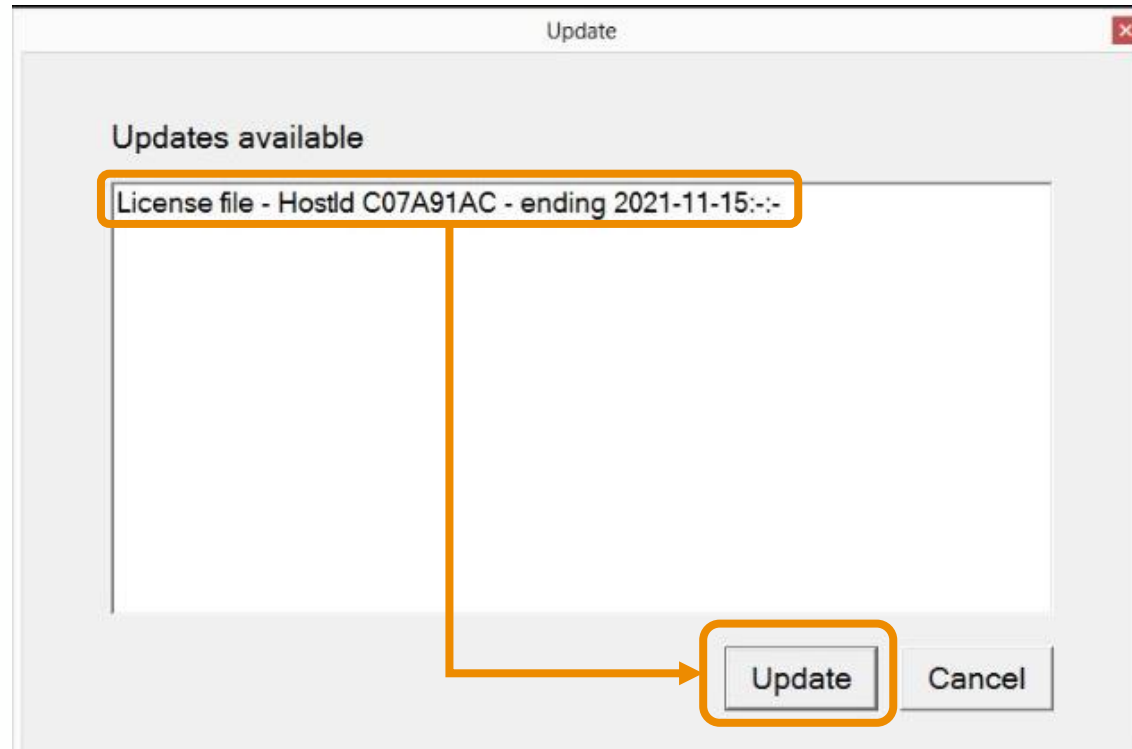 Update
Updates available
License file - HostId C07A91AC - ending 2021-11-15:-:-
Update
Cancel